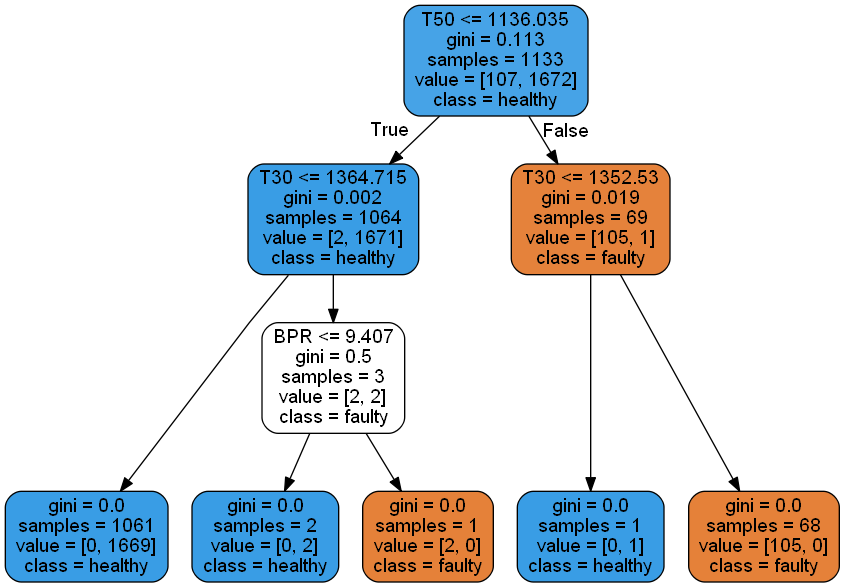 T50 <= 1136.035
gini = 0.113
samples = 1133
value = [107, 1672]
class = healthy
True
False
T30 <= 1364.715
gini = 0.002
samples = 1064
value = [2, 1671]
class = healthy
T30 <= 1352.53
gini = 0.019
samples = 69
value = [105, 1]
class = faulty
BPR <= 9.407
gini = 0.5
samples = 3
value = [2, 2]
class = faulty
gini = 0.0
samples = 1061
value = [0, 1669]
class = healthy
gini = 0.0
samples = 2
value = [0, 2]
class = healthy
gini = 0.0
samples = 1
value = [2, 0]
class = faulty
gini = 0.0
samples = 1
value = [0, 1]
class = healthy
gini = 0.0
samples = 68
value = [105, 0]
class = faulty